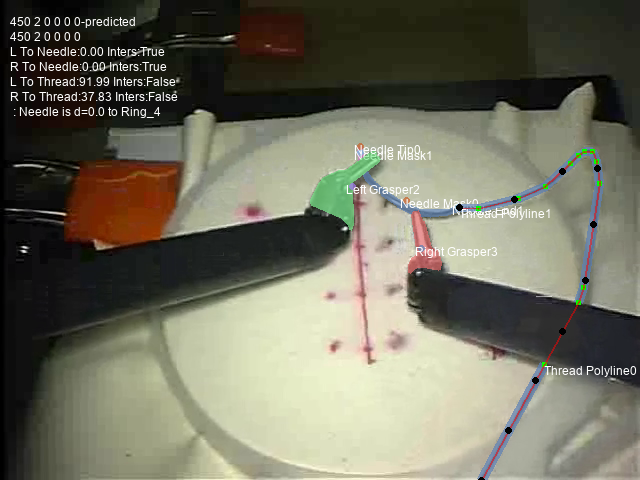 450 2 0 0 0 0-predicted
450 2 0 0 0 0
L To Needle:0.00 Inters:True
R To Needle:0.00 Inters:True
L To Thread:91.99 Inters:False
R To Thread:37.83 Inters:False
: Needle is d=0.0 to Ring_4
Needle Tip0
Needle Mask1
Left Grasper2
Needle Mask0
End1
Thread Polyline1
Right Grasper3
Thread Polyline0